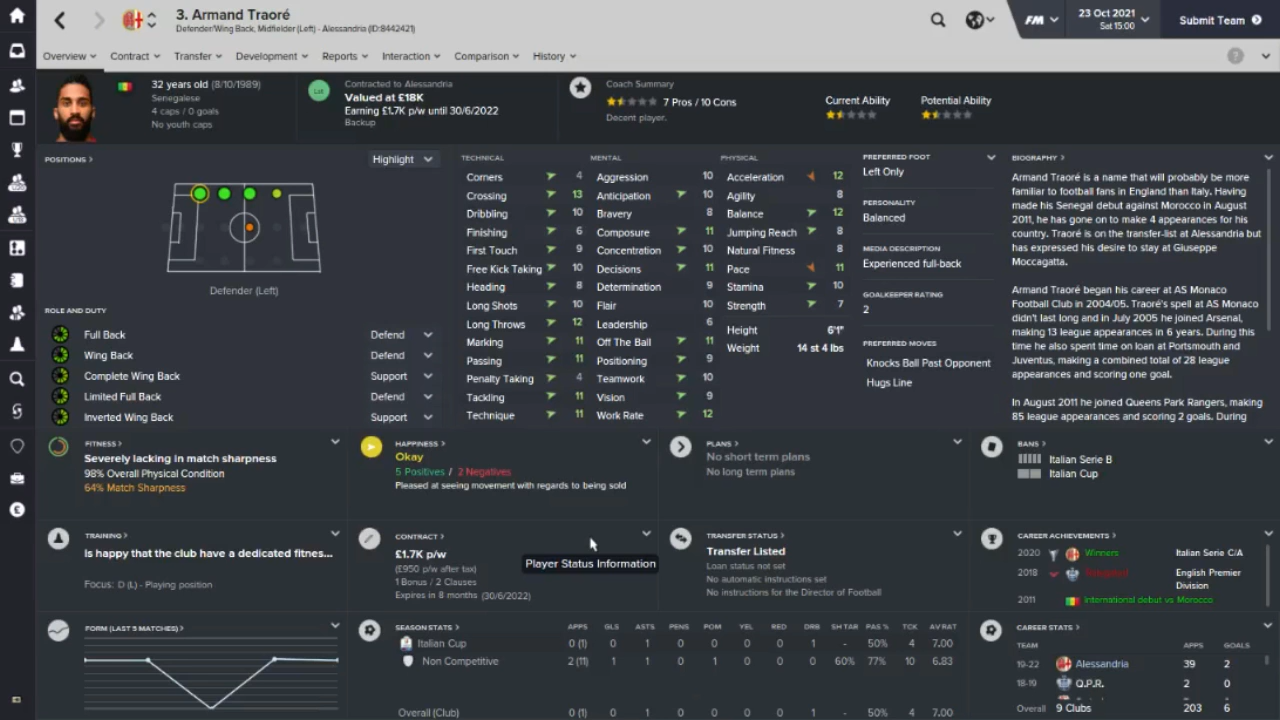 3. Armand Traoré
Defender/Wing Back, Midfielder (Left) - Alessandria (ID:8442421)
FM
23 Oct 2021
Sat 15:00
Submit Team
Overview Contract Transfer Development Reports Interaction Comparison History ?
32 years old (8/10/1989)
Senegalese
4 caps / 0 goals
No youth caps
Contracted to Alessandria
Valued at £18K
Earning £1.7K p/w until 30/6/2022
Backup
Coach Summary
7 Pros / 10 Cons
Decent player.
Current Ability
Potential Ability
POSITIONS >
Highlight
Defender (Left)
ROLE AND DUTY
Full Back Defend
Wing Back Defend
Complete Wing Back Support
Limited Full Back Defend
Inverted Wing Back Support
TECHNICAL
Corners 4
Crossing 13
Dribbling 10
Finishing 6
First Touch 9
Free Kick Taking 10
Heading 8
Long Shots 10
Long Throws 12
Marking 11
Passing 11
Penalty Taking 4
Tackling 11
Technique 11
MENTAL
Aggression 10
Anticipation 10
Bravery 8
Composure 11
Concentration 10
Decisions 11
Determination 9
Flair 10
Leadership 6
Off The Ball 11
Positioning 9
Teamwork 10
Vision 9
Work Rate 12
PHYSICAL
Acceleration 12
Agility 8
Balance 12
Jumping Reach 8
Natural Fitness 8
Pace 11
Stamina 10
Strength 7
Height 6'1"
Weight 14 st 4 lbs
PREFERRED FOOT
Left Only
PERSONALITY
Balanced
MEDIA DESCRIPTION
Experienced full-back
GOALKEEPER RATING
2
PREFERRED MOVES
Knocks Ball Past Opponent
Hugs Line
BIOGRAPHY >
Armand Traoré is a name that will probably be more
familiar to football fans in England than Italy. Having
made his Senegal debut against Morocco in August
2011, he has gone on to make 4 appearances for his
country. Traoré is on the transfer-list at Alessandria but
has expressed his desire to stay at Giuseppe
Moccagatta.
Armand Traoré began his career at AS Monaco
Football Club in 2004/05. Traoré's spell at AS Monaco
didn't last long and in July 2005 he joined Arsenal,
making 13 league appearances in 6 years. During this
time he also spent time on loan at Portsmouth and
Juventus, making a combined total of 28 league
appearances and scoring one goal.
In August 2011 he joined Queens Park Rangers, making
85 league appearances and scoring 2 goals. During
FITNESS >
Severely lacking in match sharpness
98% Overall Physical Condition
64% Match Sharpness
HAPPINESS >
Okay
5 Positives / 2 Negatives
Pleased at seeing movement with regards to being sold
PLANS >
No short term plans
No long term plans
BANS >
Italian Serie B
Italian Cup
TRAINING >
Is happy that the club have a dedicated fitnes...
Focus: D (L) - Playing position
CONTRACT >
£1.7K p/w
(£950 p/w after tax)
1 Bonus / 2 Clauses
Expires in 8 months (30/6/2022)
Player Status Information
TRANSFER STATUS >
Transfer Listed
Loan status not set
No automatic instructions set
No instructions for the Director of Football
CAREER ACHIEVEMENTS >
2020 Winners Italian Serie C/A
2018 Relegated English Premier
Division
2011 International debut vs Morocco
FORM (LAST 5 MATCHES) >
SEASON STATS > APPS GLS ASTS PENS POM YEL RED DRB SH TAR PAS % TCK AV RAT
Italian Cup 0 (1) 0 1 0 0 0 0 1 - 50% 4 7.00
Non Competitive 2 (11) 1 1 0 1 0 0 0 60% 77% 10 6.83
Overall (Club) 0 (1) 0 1 0 0 0 0 1 - 50% 4 7.00
CAREER STATS >
TEAM APPS GOALS
19-22 Alessandria 39 2
18-19 Q.P.R. 2 0
Overall 9 Clubs 203 6